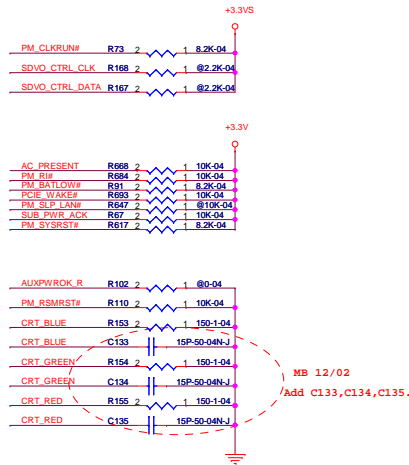 +3.3VS
PM_CLKRUN# R73 2 1 8.2K-04
SDVO_CTRL_CLK R168 2 1 @2.2K-04
SDVO_CTRL_DATA R167 2 1 @2.2K-04
+3.3V
AC_PRESENT R668 2 1 10K-04
PM_RI# R684 2 1 10K-04
PM_BATLOW# R91 2 1 8.2K-04
PCIE_WAKE# R693 2 1 10K-04
PM_SLP_LAN# R647 2 1 @10K-04
SUB_PWR_ACK R67 2 1 10K-04
PM_SYSRST# R617 2 1 8.2K-04
AUXPWROK_R R102 2 1 @0-04
PM_RSMRST# R110 2 1 10K-04
CRT_BLUE R153 2 1 150-1-04
CRT_BLUE C133 15P-50-04N-J
CRT_GREEN R154 2 1 150-1-04
CRT_GREEN C134 15P-50-04N-J
CRT_RED R155 2 1 150-1-04
CRT_RED C135 15P-50-04N-J
MB 12/02
Add C133,C134,C135.